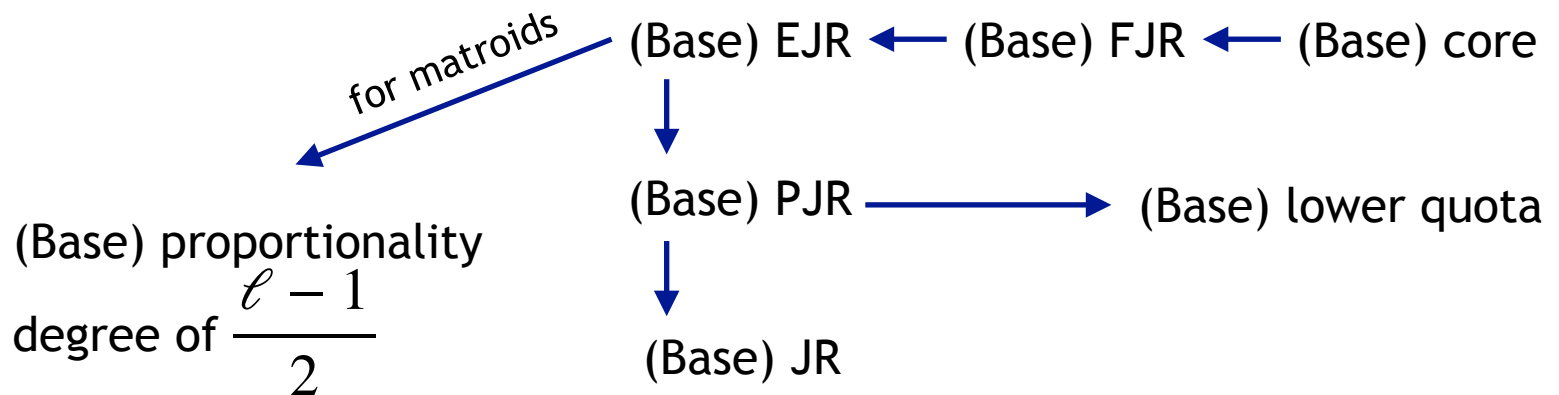 for matroids
(Base) EJR
(Base) FJR
(Base) core
(Base) PJR
(Base) lower quota
(Base) proportionality
degree of ℓ − 1
2
(Base) JR